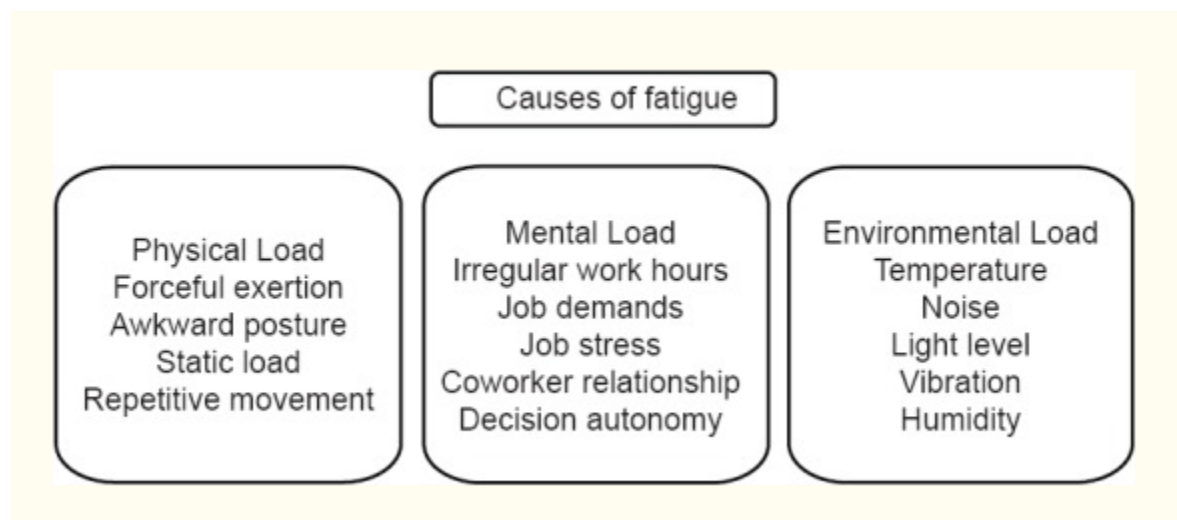 Causes of fatigue
Physical Load
Forceful exertion
Awkward posture
Static load
Repetitive movement
Mental Load
Irregular work hours
Job demands
Job stress
Coworker relationship
Decision autonomy
Environmental Load
Temperature
Noise
Light level
Vibration
Humidity